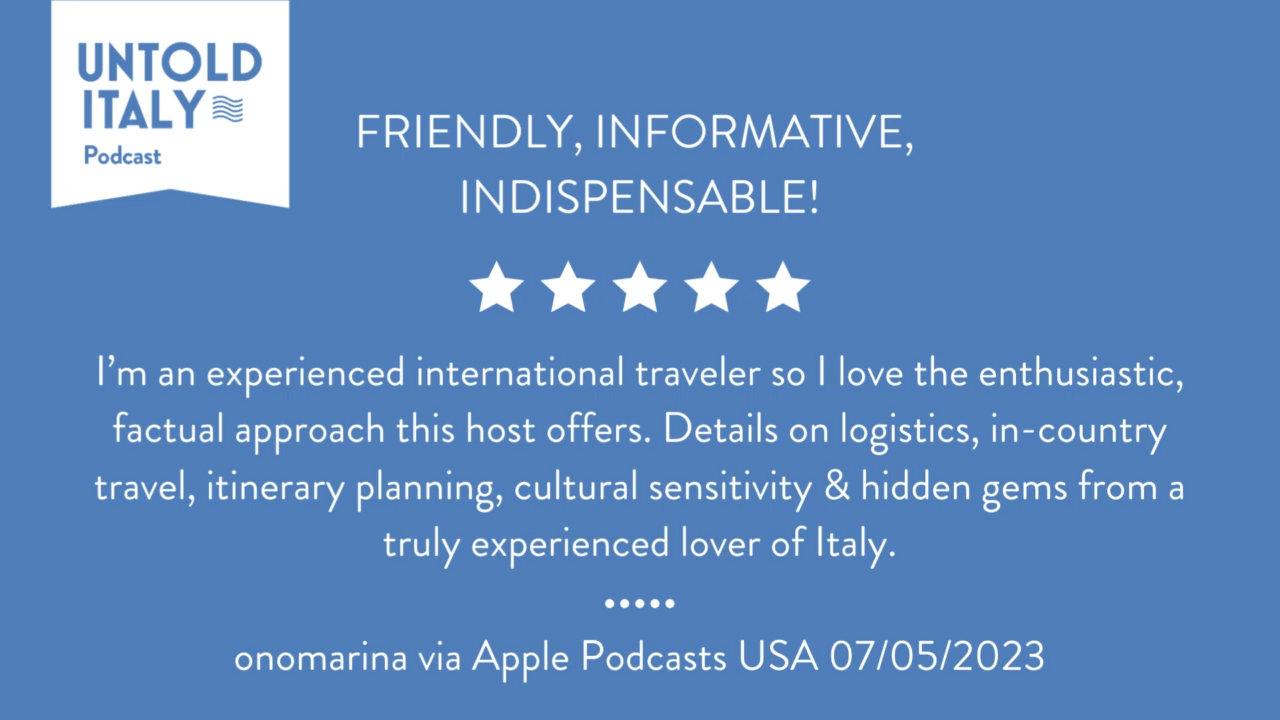 UNTOLD
ITALY
Podcast
FRIENDLY, INFORMATIVE,
INDISPENSABLE!
I'm an experienced international traveler so I love the enthusiastic,
factual approach this host offers. Details on logistics, in-country
travel, itinerary planning, cultural sensitivity & hidden gems from a
truly experienced lover of Italy.
onomarina via Apple Podcasts USA 07/05/2023